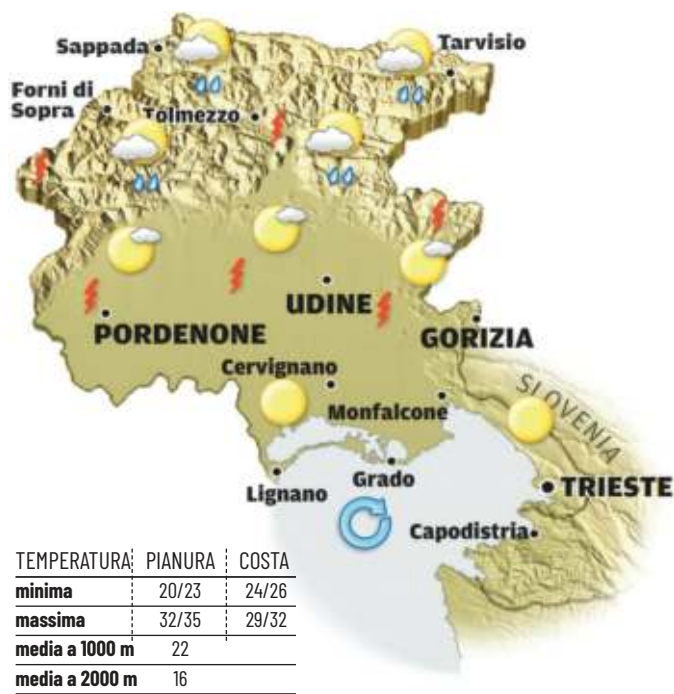 Sappada
Tarvisio
Forni di
Sopra
Tolmezzo
UDINE
PORDENONE
GORIZIA
Cervignano
SLOVENIA
Monfalcone
Lignano
Grado
TRIESTE
Capodistria
TEMPERATURA PIANURA COSTA
minima 20/23 24/26
massima 32/35 29/32
media a 1000 m 22
media a 2000 m 16